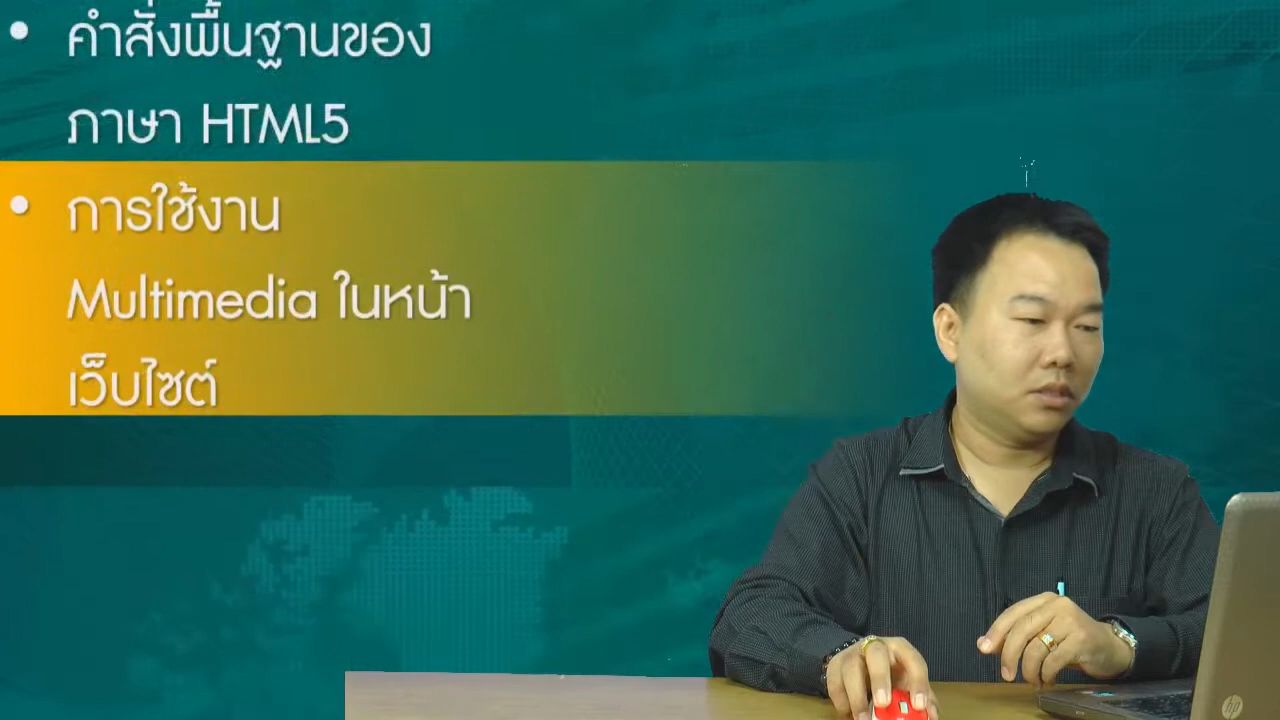 • คำสั่งพื้นฐานของ
ภาษา HTML5
• การใช้งาน
Multimedia ในหน้า
เว็บไซต์
hp